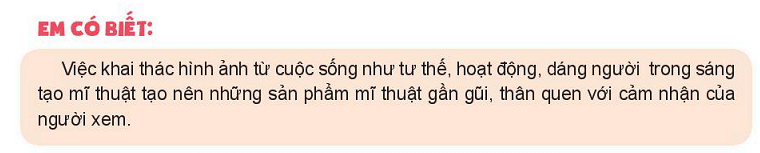 EM CÓ BIẾT:
Việc khai thác hình ảnh từ cuộc sống như tư thế, hoạt động, dáng người trong sáng
tạo mĩ thuật tạo nên những sản phẩm mĩ thuật gần gũi, thân quen với cảm nhận của
người xem.